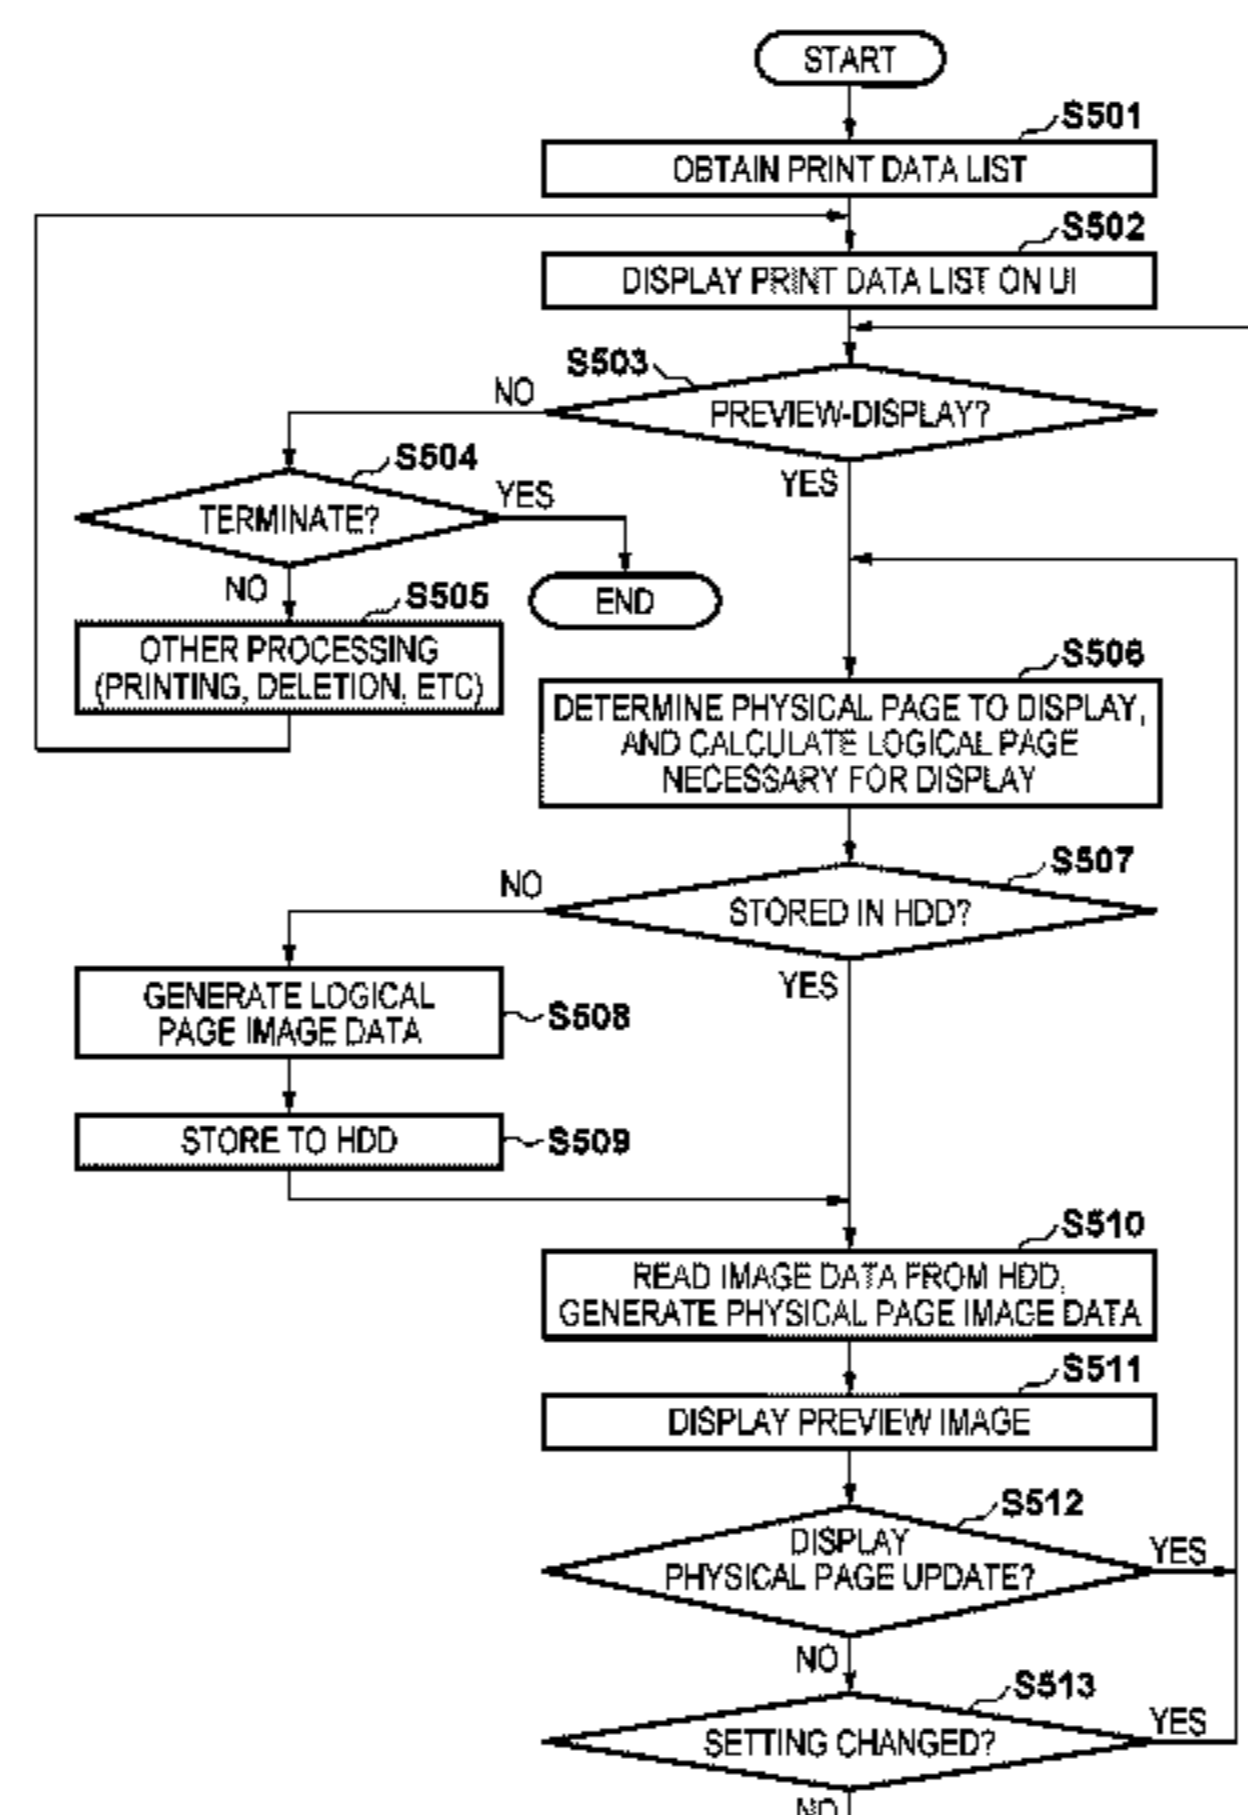 START
S501
OBTAIN PRINT DATA LIST
S502
DISPLAY PRINT DATA LIST ON UI
S503
NO
PREVIEW-DISPLAY?
YES
S504
TERMINATE?
YES
NO
END
S505
OTHER PROCESSING
(PRINTING, DELETION, ETC)
S506
DETERMINE PHYSICAL PAGE TO DISPLAY,
AND CALCULATE LOGICAL PAGE
NECESSARY FOR DISPLAY
S507
NO
STORED IN HDD?
YES
GENERATE LOGICAL
PAGE IMAGE DATA
S508
STORE TO HDD
S509
S510
READ IMAGE DATA FROM HDD,
GENERATE PHYSICAL PAGE IMAGE DATA
S511
DISPLAY PREVIEW IMAGE
S512
DISPLAY
PHYSICAL PAGE UPDATE?
YES
NO
S513
SETTING CHANGED?
YES
NO